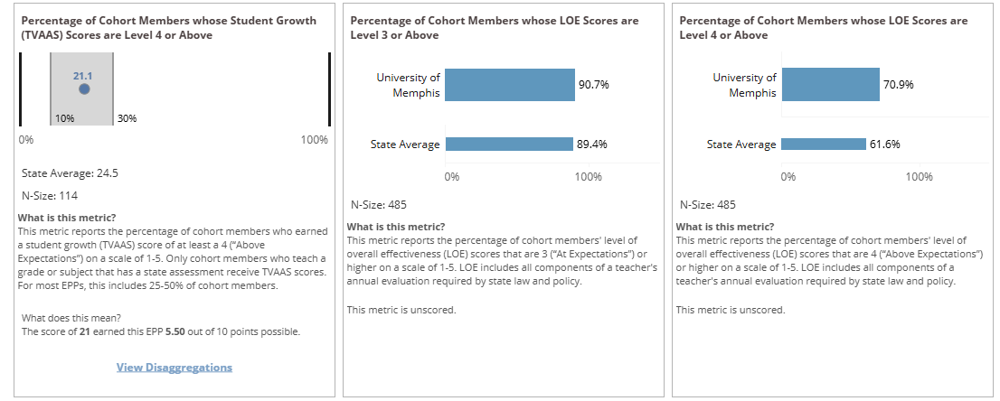 Percentage of Cohort Members whose Student Growth
(TVAAS) Scores are Level 4 or Above
21.1
10%
30%
0%
100%
State Average: 24.5
N-Size: 114
What is this metric?
This metric reports the percentage of cohort members who earned
a student growth (TVAAS) score of at least a 4 (“Above
Expectations”) on a scale of 1-5. Only cohort members who teach a
grade or subject that has a state assessment receive TVAAS scores.
For most EPPs, this includes 25-50% of cohort members.
What does this mean?
The score of 21 earned this EPP 5.50 out of 10 points possible.
View Disaggregations
Percentage of Cohort Members whose LOE Scores are
Level 3 or Above
University of
Memphis
90.7%
State Average
89.4%
0%
100%
N-Size: 485
What is this metric?
This metric reports the percentage of cohort members' level of
overall effectiveness (LOE) scores that are 3 (“At Expectations”) or
higher on a scale of 1-5. LOE includes all components of a teacher's
annual evaluation required by state law and policy.
This metric is unscored.
Percentage of Cohort Members whose LOE Scores are
Level 4 or Above
University of
Memphis
70.9%
State Average
61.6%
0%
100%
N-Size: 485
What is this metric?
This metric reports the percentage of cohort members' level of
overall effectiveness (LOE) scores that are 4 (“Above Expectations”)
or higher on a scale of 1-5. LOE includes all components of a
teacher's annual evaluation required by state law and policy.
This metric is unscored.